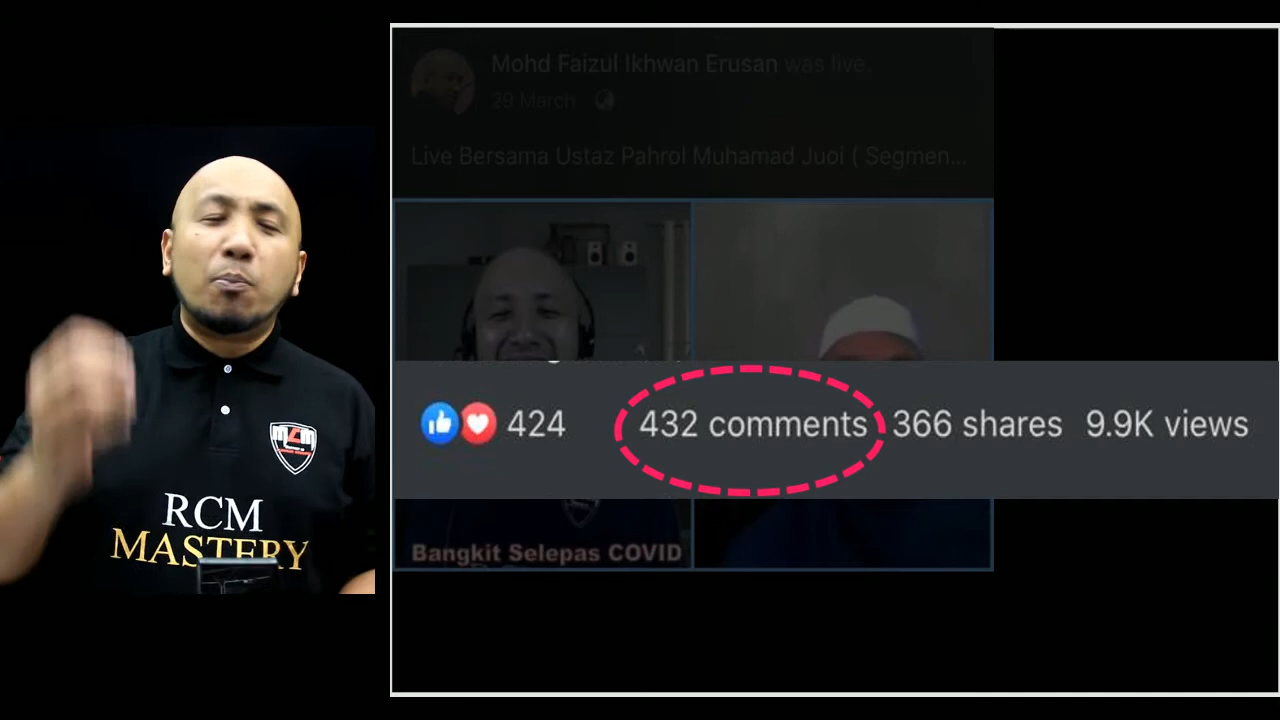 Mohd Faizul Ikhwan Erusan was live.
29 March
Live Bersama Ustaz Pahrol Muhamad Juoi ( Segmen...
424 432 comments 366 shares 9.9K views
Bangkit Selepas COVID
RCM
MASTERY